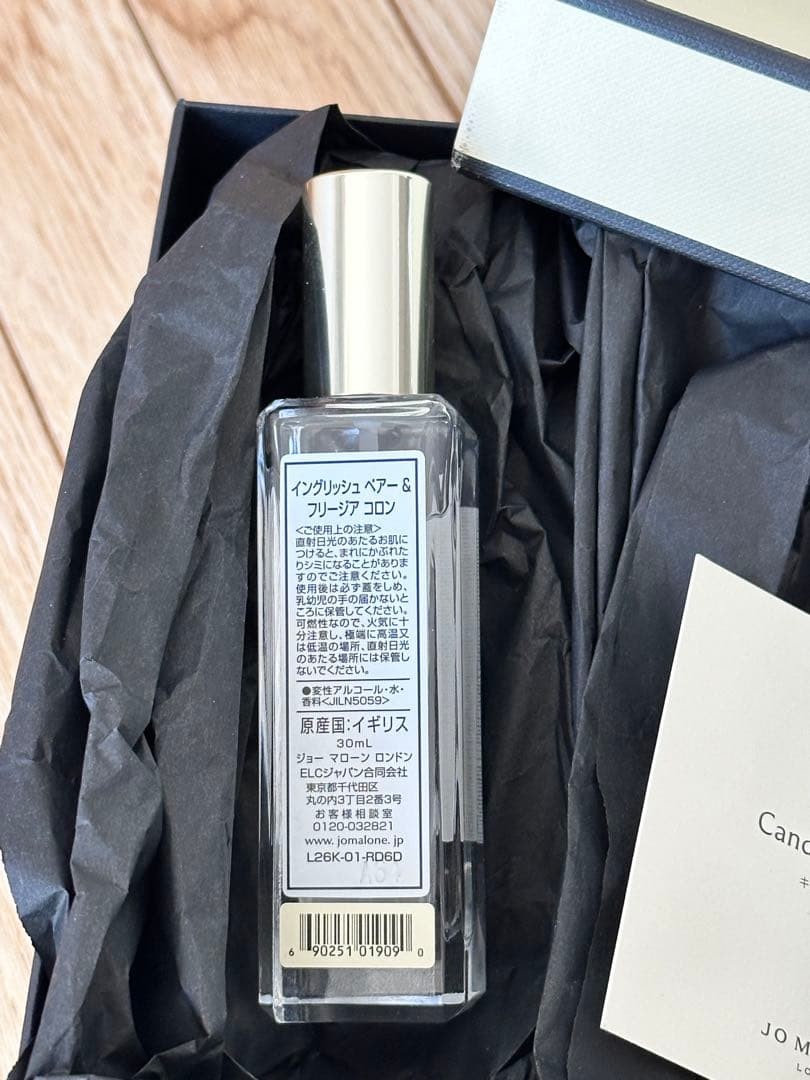 イングリッシュ ペアー &
フリージア コロン
<ご使用上の注意>
直射日光のあたるお肌に
つけると、まれにかぶれた
りシミになることがありま
すのでご注意ください。
使用後は必ず蓋をしめ、
乳幼児の手の届かないと
ころに保管してください。
可燃性なので、火気に十
分注意し、極端に高温又
は低温の場所、直射日光
のあたる場所には保管し
ないでください。
●変性アルコール・水・
香料<JILN5059>
原産国:イギリス
30mL
ジョー マローン ロンドン
ELCジャパン合同会社
東京都千代田区
丸の内3丁目2番3号
お客様相談室
0120-032821
www.jomalone.jp
L26K-01-RD6D
6 90251 01909 0
JO M